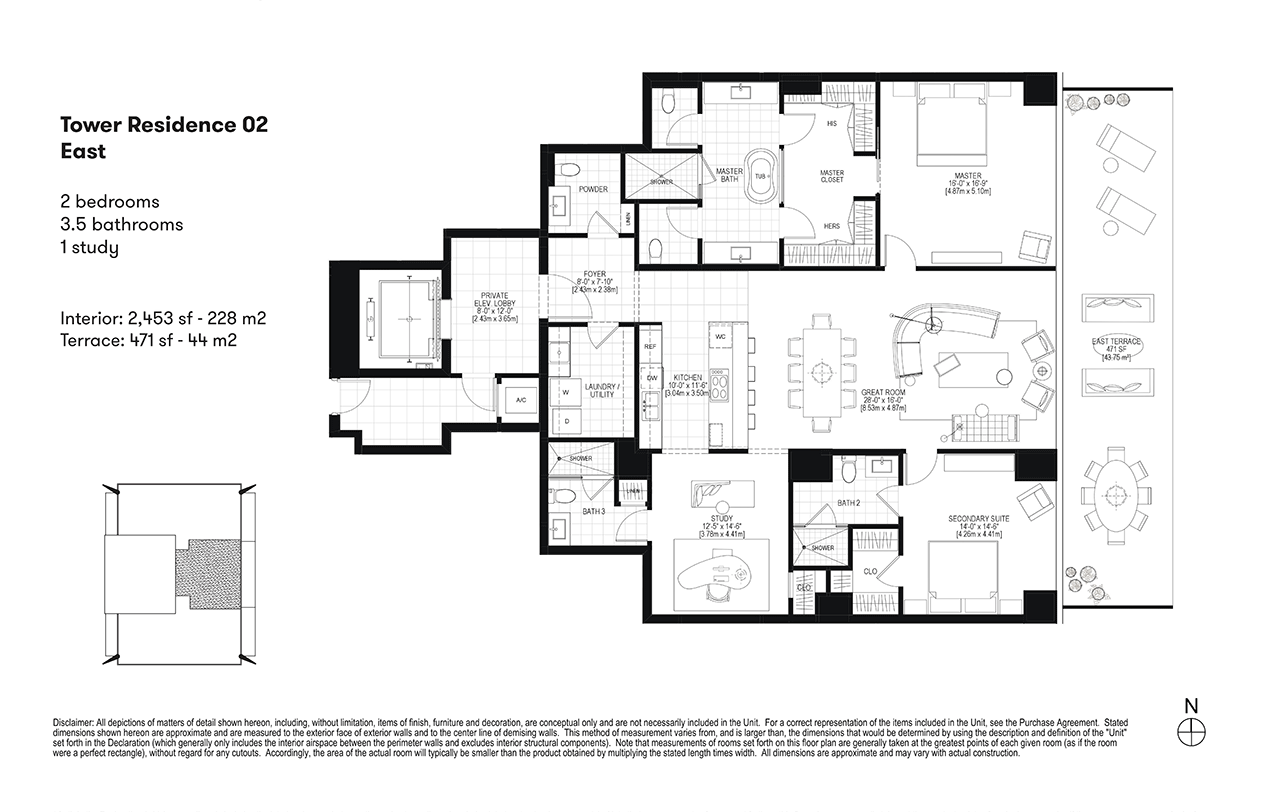 Tower Residence 02
East
2 bedrooms
3.5 bathrooms
1 study
Interior: 2,453 sf - 228 m2
Terrace: 471 sf - 44 m2
HIS
MASTER
BATH
TUB
MASTER
CLOSET
HERS
SHOWER
POWDER
LINEN
MASTER
16'-0" x 16'-9"
[4.87m x 5.10m]
FOYER
8'-0" x 7'-10"
[2.43m x 2.38m]
PRIVATE
ELEV. LOBBY
8'-0" x 12'-0"
[2.43m x 3.65m]
A/C
LAUNDRY /
UTILITY
W
D
REF
DW
WC
KITCHEN
10'-0" x 11'-6"
[3.04m x 3.50m]
GREAT ROOM
28'-0" x 16'-0"
[8.53m x 4.87m]
EAST TERRACE
471 SF
[43.75 m²]
SHOWER
BATH 3
LINEN
STUDY
12'-5" x 14'-6"
[3.78m x 4.41m]
BATH 2
SHOWER
CLO
CLO
SECONDARY SUITE
14'-0" x 14'-6"
[4.26m x 4.41m]
N
Disclaimer: All depictions of matters of detail shown hereon, including, without limitation, items of finish, furniture and decoration, are conceptual only and are not necessarily included in the Unit. For a correct representation of the items included in the Unit, see the Purchase Agreement. Stated
dimensions shown hereon are approximate and are measured to the exterior face of exterior walls and to the center line of demising walls. This method of measurement varies from, and is larger than, the dimensions that would be determined by using the description and definition of the "Unit"
set forth in the Declaration (which generally only includes the interior airspace between the perimeter walls and excludes interior structural components). Note that measurements of rooms set forth on this floor plan are generally taken at the greatest points of each given room (as if the room
were a perfect rectangle), without regard for any cutouts. Accordingly, the area of the actual room will typically be smaller than the product obtained by multiplying the stated length times width. All dimensions are approximate and may vary with actual construction.